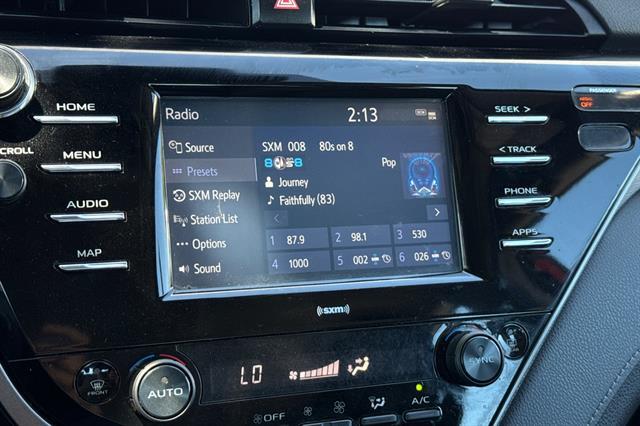 Radio 2:13
HOME
SEEK >
PASSENGER
OFF
SCROLL
MENU
Source
SXM 008 80s on 8
8 8
Pop
< TRACK
Presets
Journey
SXM Replay
Faithfully (83)
AUDIO
PHONE
Station List
< >
MAP
APPS
Options
1 87.9 2 98.1 3 530
Sound
4 1000 5 002 6 026
((sxm))
FRONT
AUTO
LO
SYNC
OFF
A/C